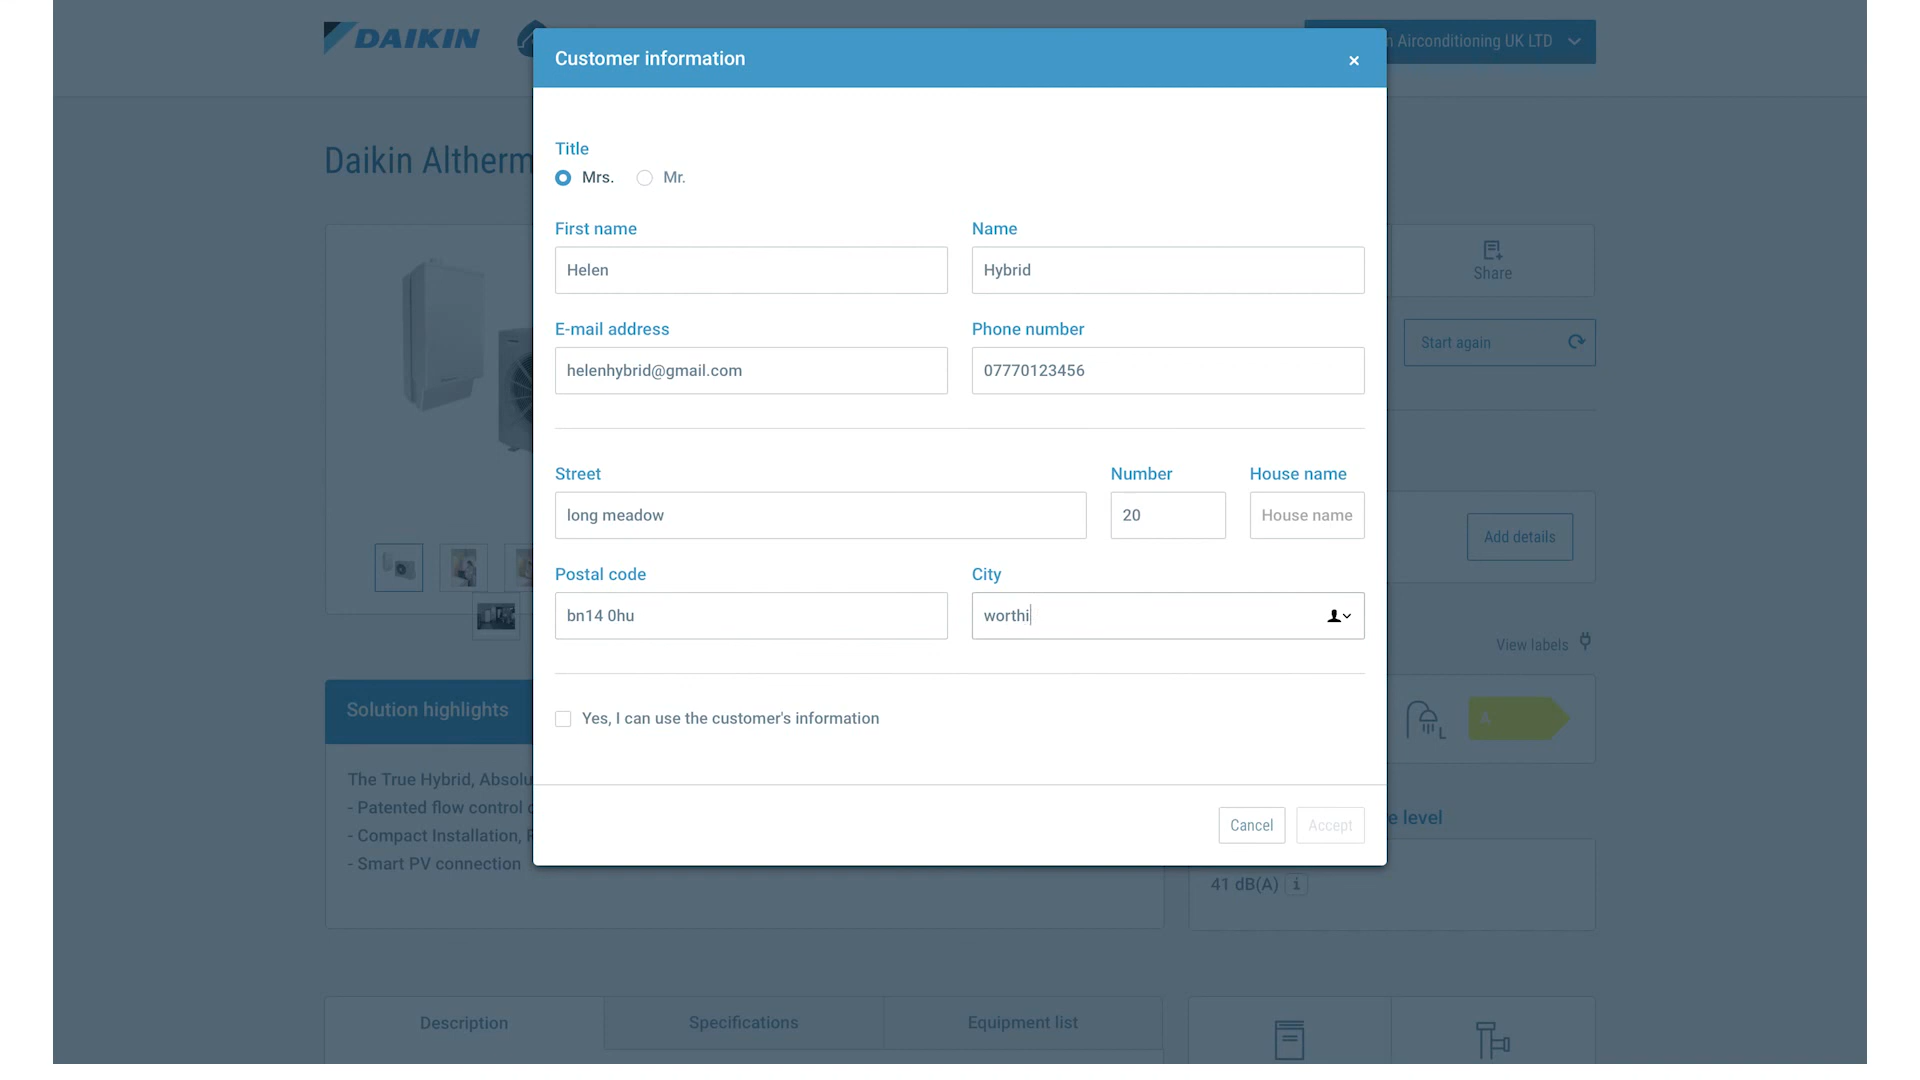 DAIKIN
Airconditioning UK LTD
Customer information
×
Daikin Altherm
Title
Mrs.
Mr.
First name
Name
Helen
Hybrid
Share
E-mail address
Phone number
helenhybrid@gmail.com
07770123456
Start again
Street
Number
House name
long meadow
20
House name
Add details
Postal code
City
bn14 0hu
worthi
View labels
Solution highlights
Yes, I can use the customer's information
L
A
The True Hybrid, Absolu
- Patented flow control
- Compact Installation,
- Smart PV connection
Cancel
Accept
e level
41 dB(A)
i
Description
Specifications
Equipment list